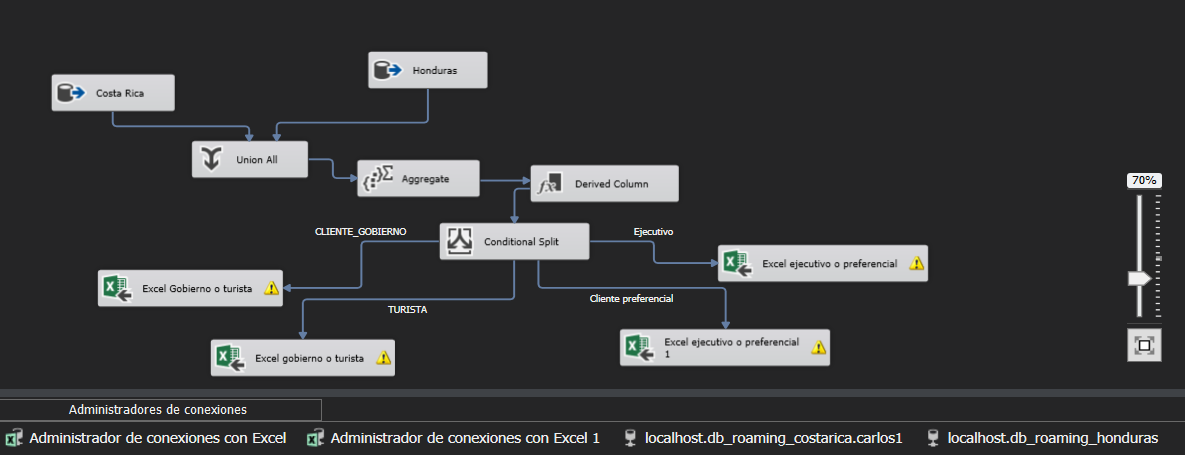 Honduras
Costa Rica
Union All
Aggregate
Derived Column
CLIENTE_GOBIERNO
Conditional Split
Ejecutivo
Excel ejecutivo o preferencial
Excel Gobierno o turista
Cliente preferencial
TURISTA
Excel gobierno o turista
Excel ejecutivo o preferencial
1
70%
Administradores de conexiones
Administrador de conexiones con Excel
Administrador de conexiones con Excel 1
localhost.db_roaming_costarica.carlos1
localhost.db_roaming_honduras